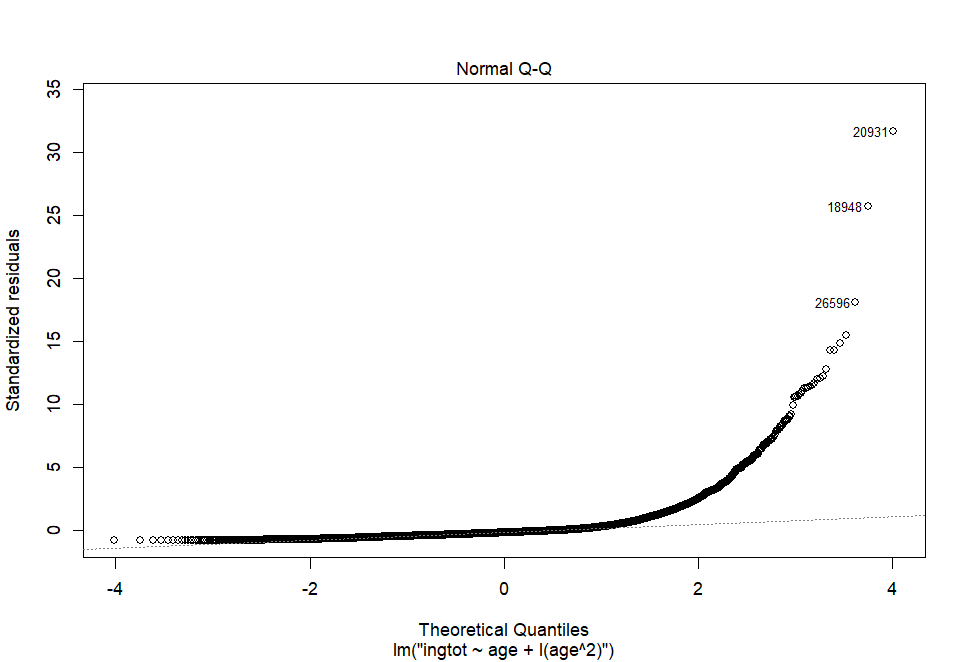 Normal Q-Q
35
30
25
20
15
10
5
0
Standardized residuals
20931
18948
26596
-4 -2 0 2 4
Theoretical Quantiles
lm("ingtot ~ age + I(age^2)")